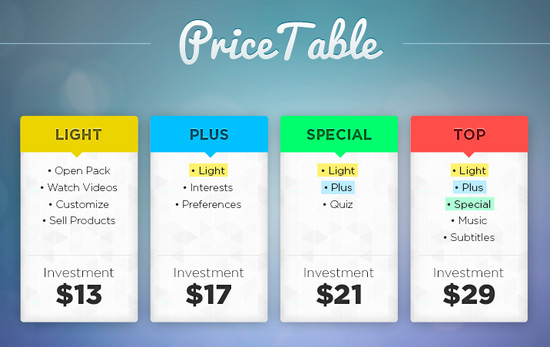 PriceTable
LIGHT
• Open Pack
• Watch Videos
• Customize
• Sell Products
Investment
$13
PLUS
• Light
• Interests
• Preferences
Investment
$17
SPECIAL
• Light
• Plus
• Quiz
Investment
$21
TOP
• Light
• Plus
• Special
• Music
• Subtitles
Investment
$29